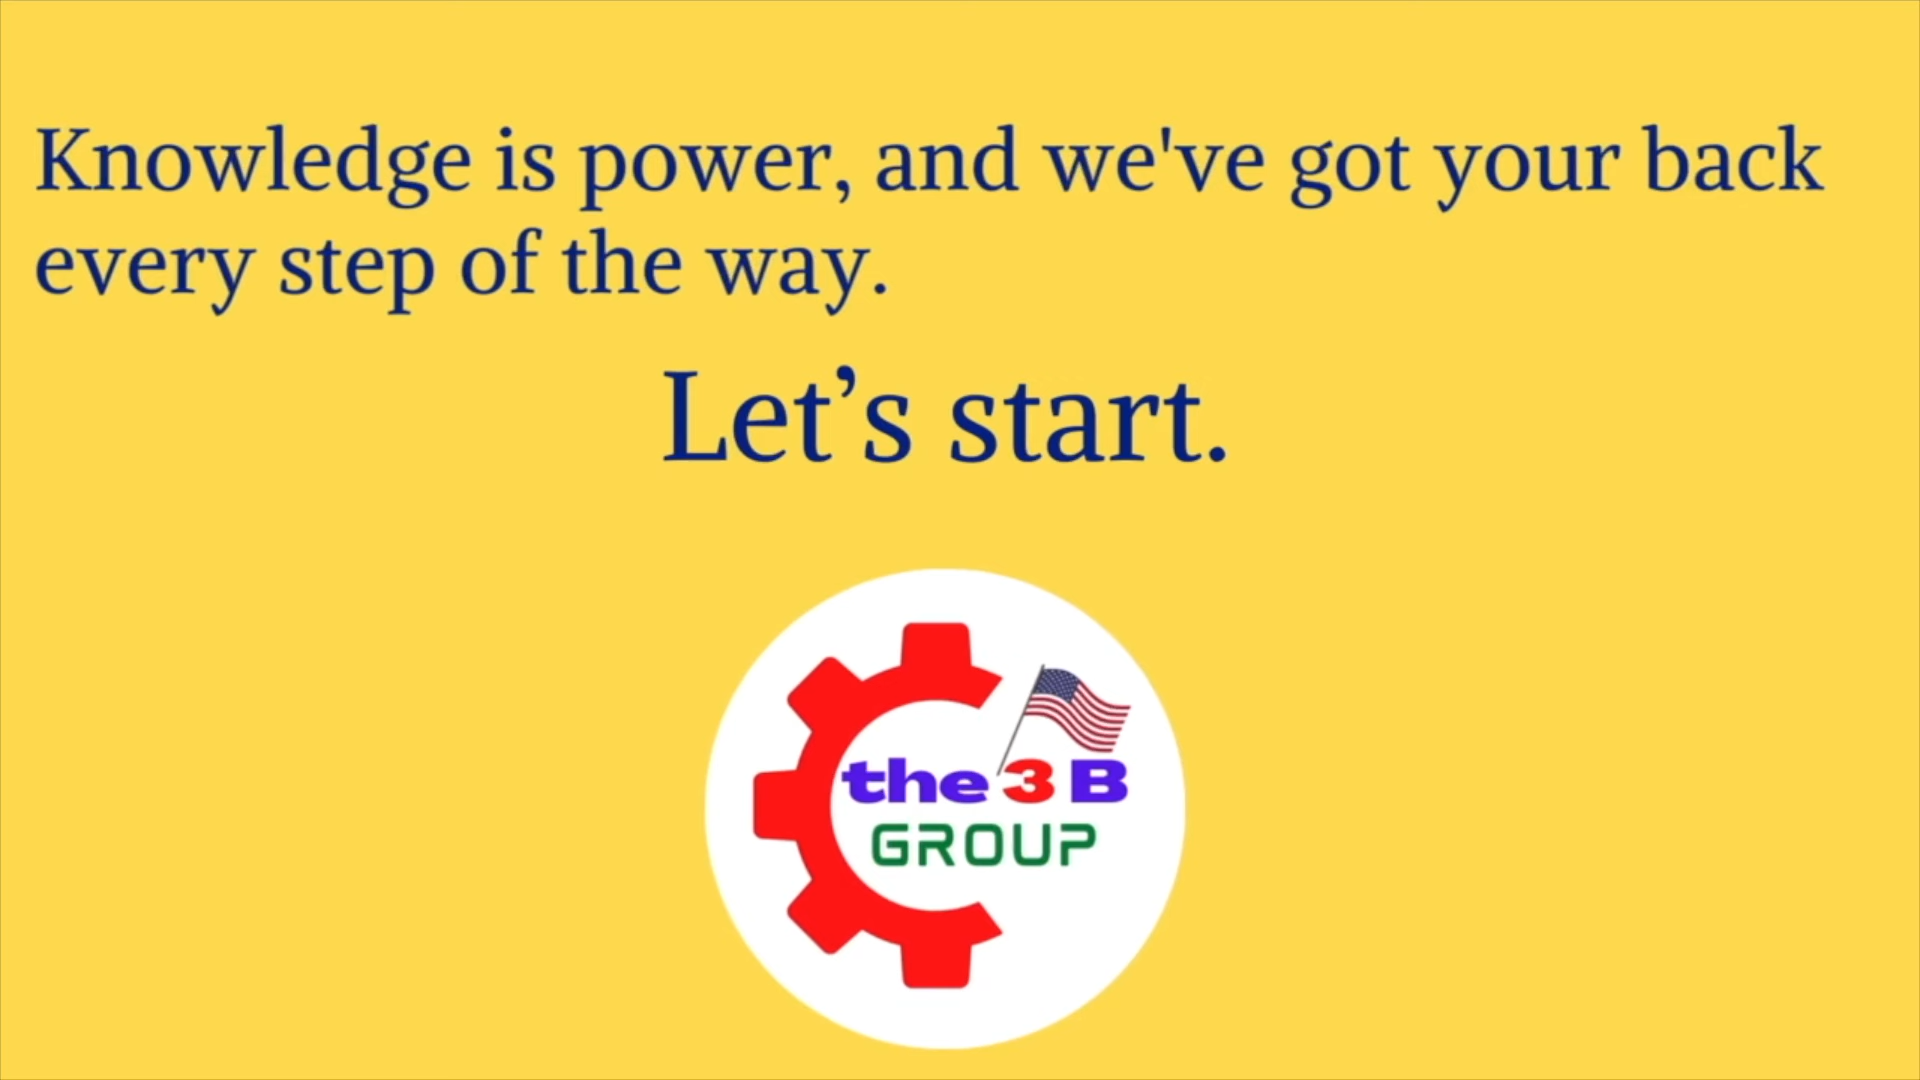 Knowledge is power, and we've got your back
every step of the way.
Let’s start.
the 3 B
GROUP